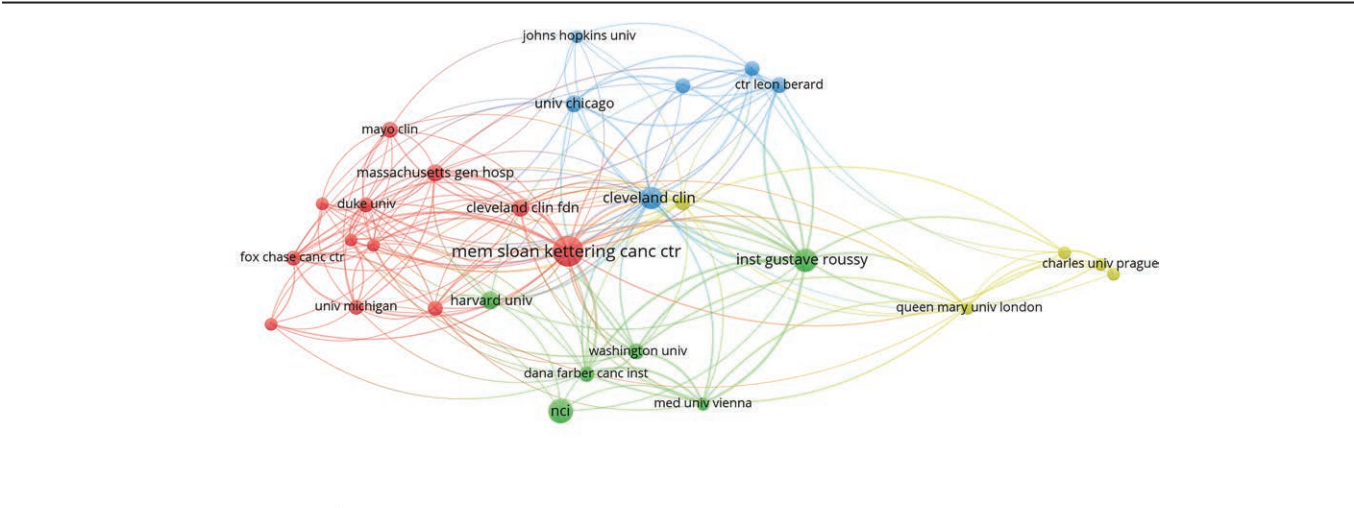 johns hopkins univ
ctr leon berard
univ chicago
mayo clin
massachusetts gen hosp
duke univ
cleveland clin fdn
cleveland clin
mem sloan kettering canc ctr
fox chase canc ctr
inst gustave roussy
charles univ prague
harvard univ
univ michigan
queen mary univ london
washington univ
dana farber canc inst
med univ vienna
nci